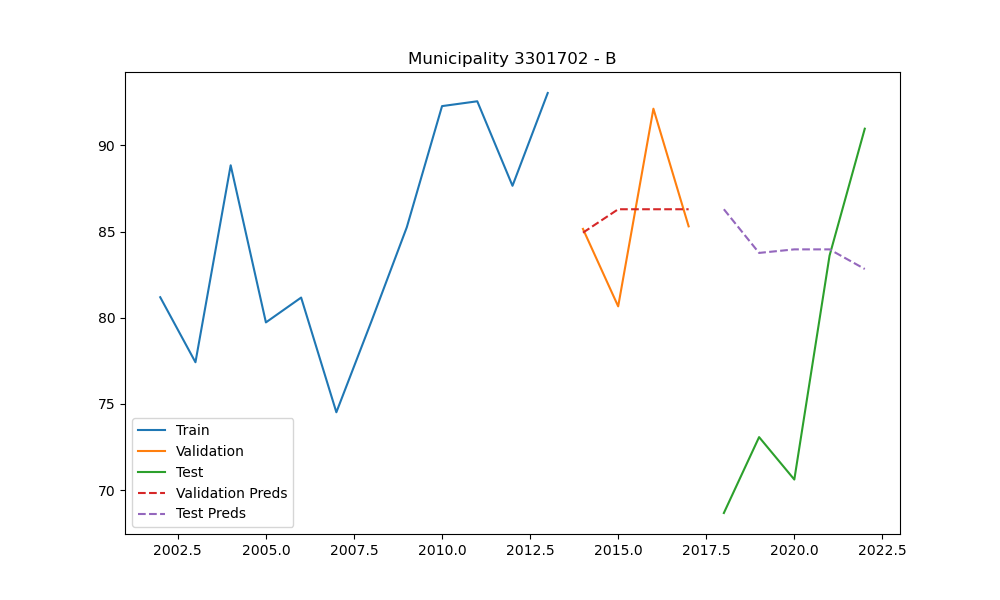 Municipality 3301702 - B
90
85
80
75
70
Train
Validation
Test
Validation Preds
Test Preds
2002.5 2005.0 2007.5 2010.0 2012.5 2015.0 2017.5 2020.0 2022.5